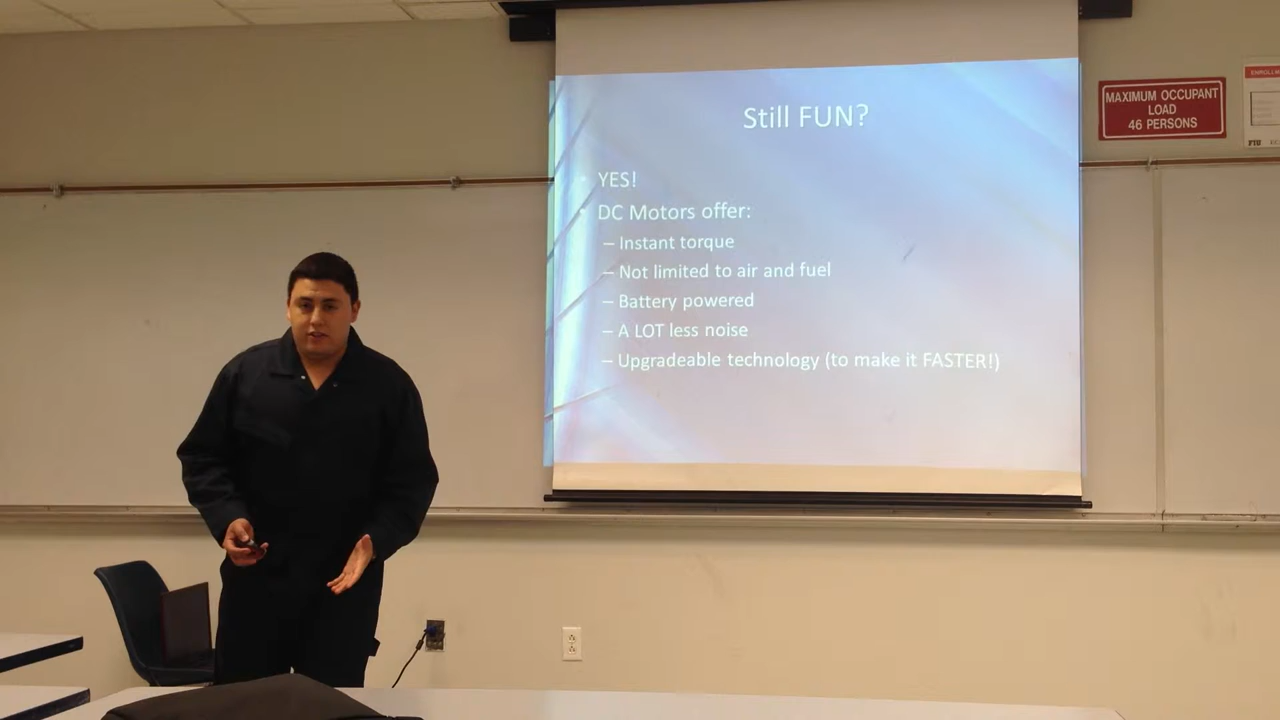 Still FUN?
• YES!
• DC Motors offer:
– Instant torque
– Not limited to air and fuel
– Battery powered
– A LOT less noise
– Upgradeable technology (to make it FASTER!)
MAXIMUM OCCUPANT
LOAD
46 PERSONS
FIU